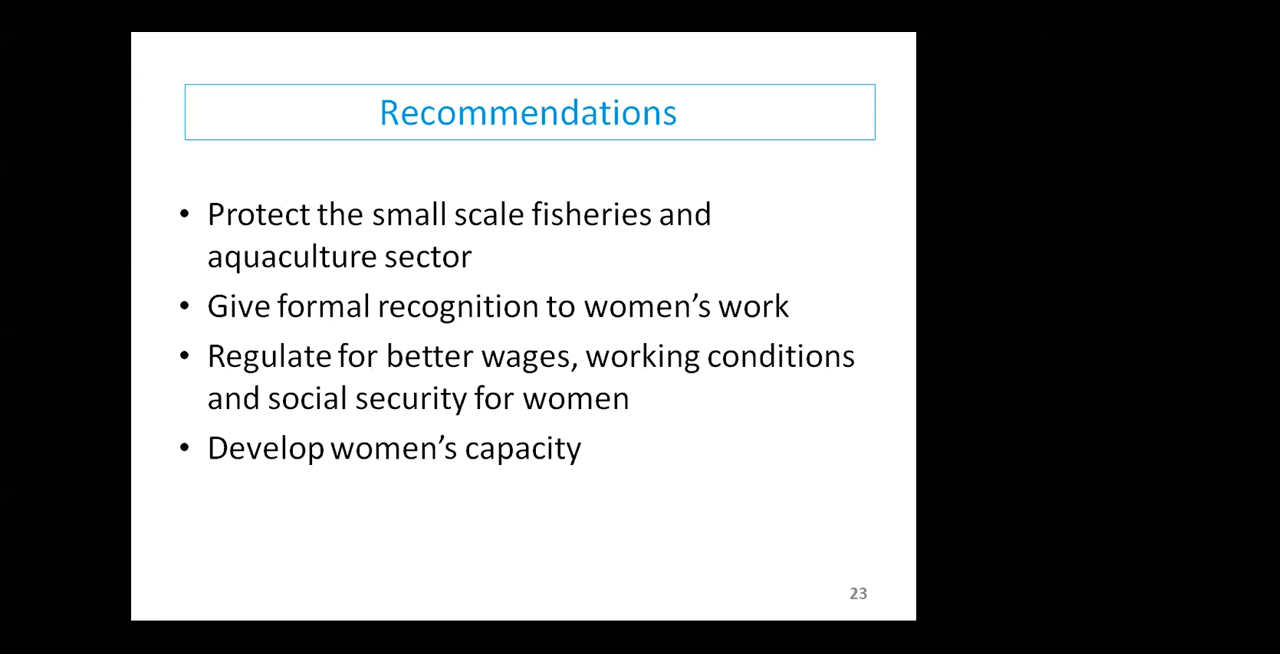 Recommendations
• Protect the small scale fisheries and
aquaculture sector
• Give formal recognition to women’s work
• Regulate for better wages, working conditions
and social security for women
• Develop women’s capacity
23